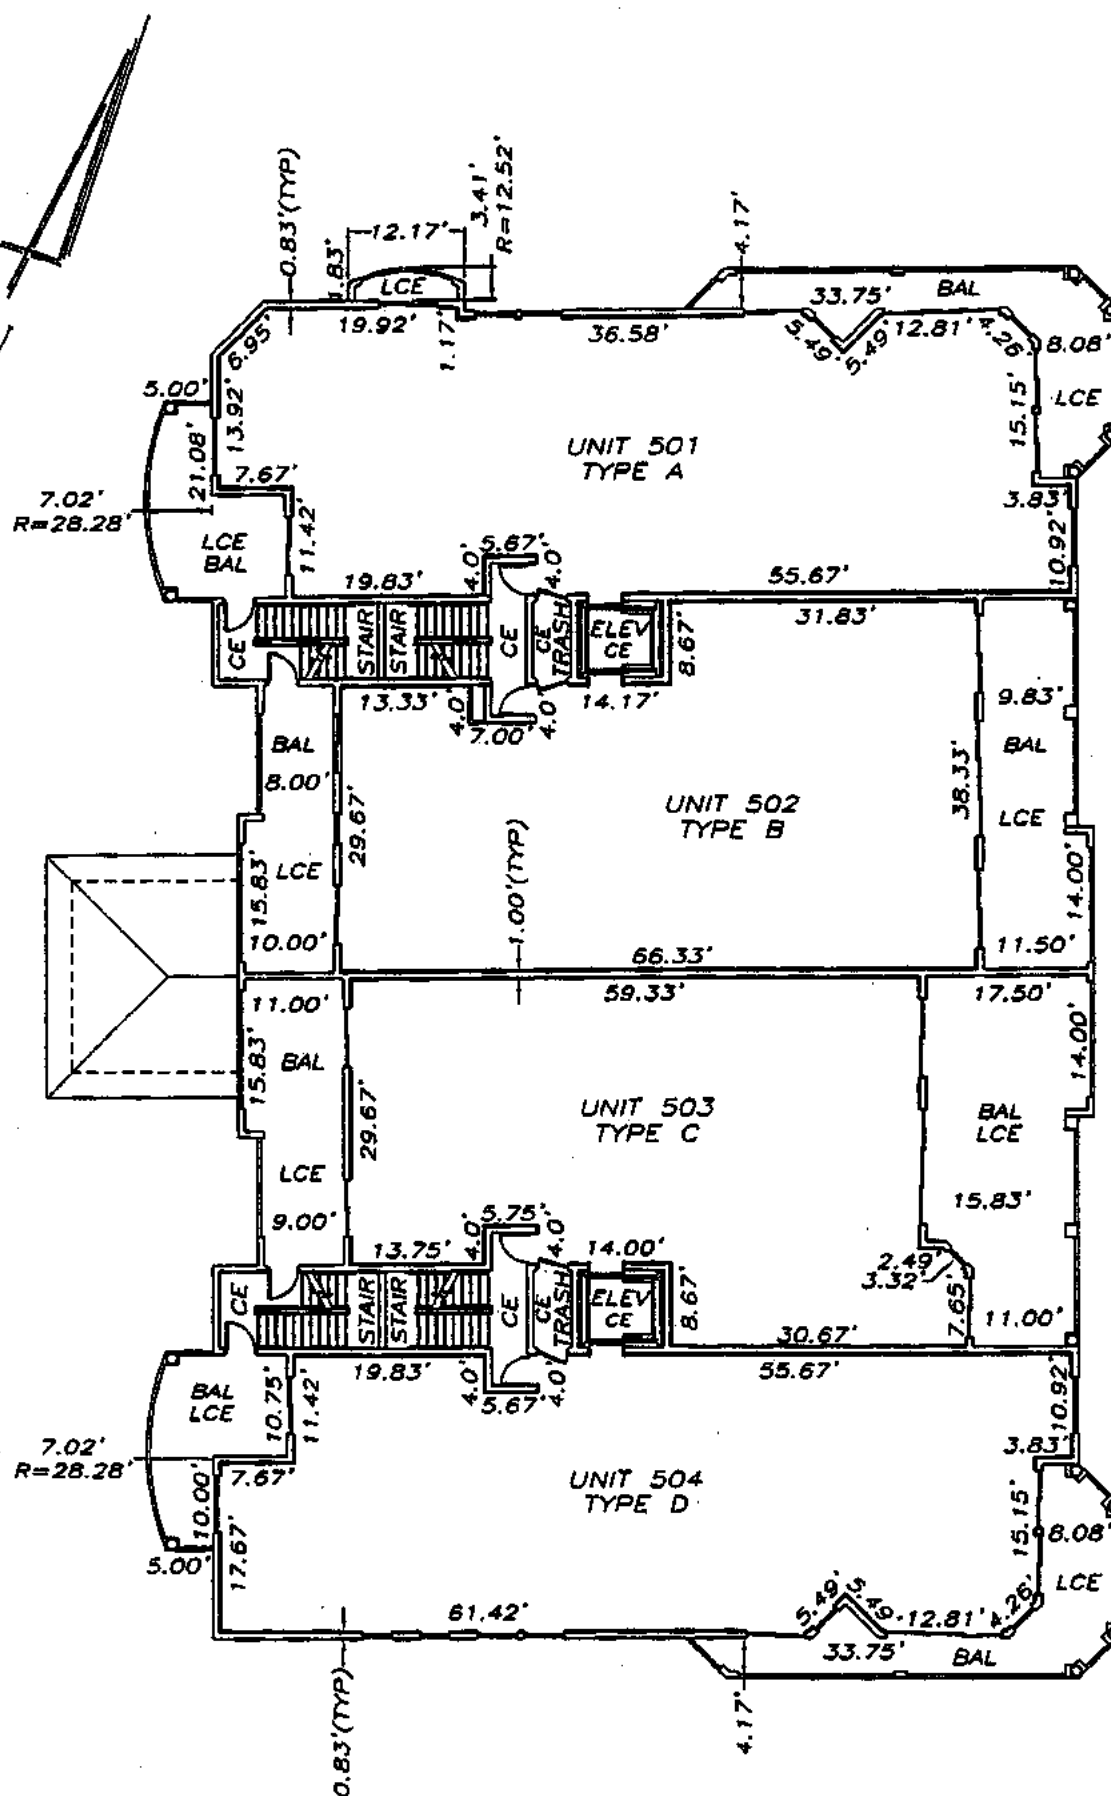 0.83'(TYP)
12.17'
3.41'
R=12.52'
1.83'
LCE
4.17'
33.75'
BAL
19.92'
1.17'
36.58'
5.49'
5.49'
12.81'
4.26'
8.08'
6.95'
5.00'
13.92'
21.08'
15.15'
LCE
UNIT 501
TYPE A
7.67'
3.83'
7.02'
R=28.28'
11.42'
LCE
BAL
10.92'
5.67'
4.0'
4.0'
19.83'
55.67'
31.83'
CE
STAIR
STAIR
CE
CE
TRASH
ELEV
CE
8.67'
13.33'
4.0'
7.00'
4.0'
14.17'
9.83'
BAL
8.00'
BAL
38.33'
UNIT 502
TYPE B
29.67'
LCE
15.83'
LCE
14.00'
1.00'(TYP)
10.00'
11.50'
66.33'
59.33'
11.00'
17.50'
15.83'
BAL
14.00'
29.67'
UNIT 503
TYPE C
BAL
LCE
LCE
15.83'
9.00'
5.75'
4.0'
4.0'
13.75'
14.00'
2.49'
3.32'
CE
STAIR
STAIR
CE
CE
TRASH
ELEV
CE
8.67'
7.65'
11.00'
30.67'
19.83'
4.0'
5.67'
4.0'
55.67'
BAL
LCE
10.75'
11.42'
10.92'
7.02'
R=28.28'
7.67'
3.83'
UNIT 504
TYPE D
10.00'
15.15'
8.08'
5.00'
17.67'
LCE
61.42'
5.49'
5.49
12.81'
4.26'
33.75'
BAL
0.83'(TYP)
4.17'